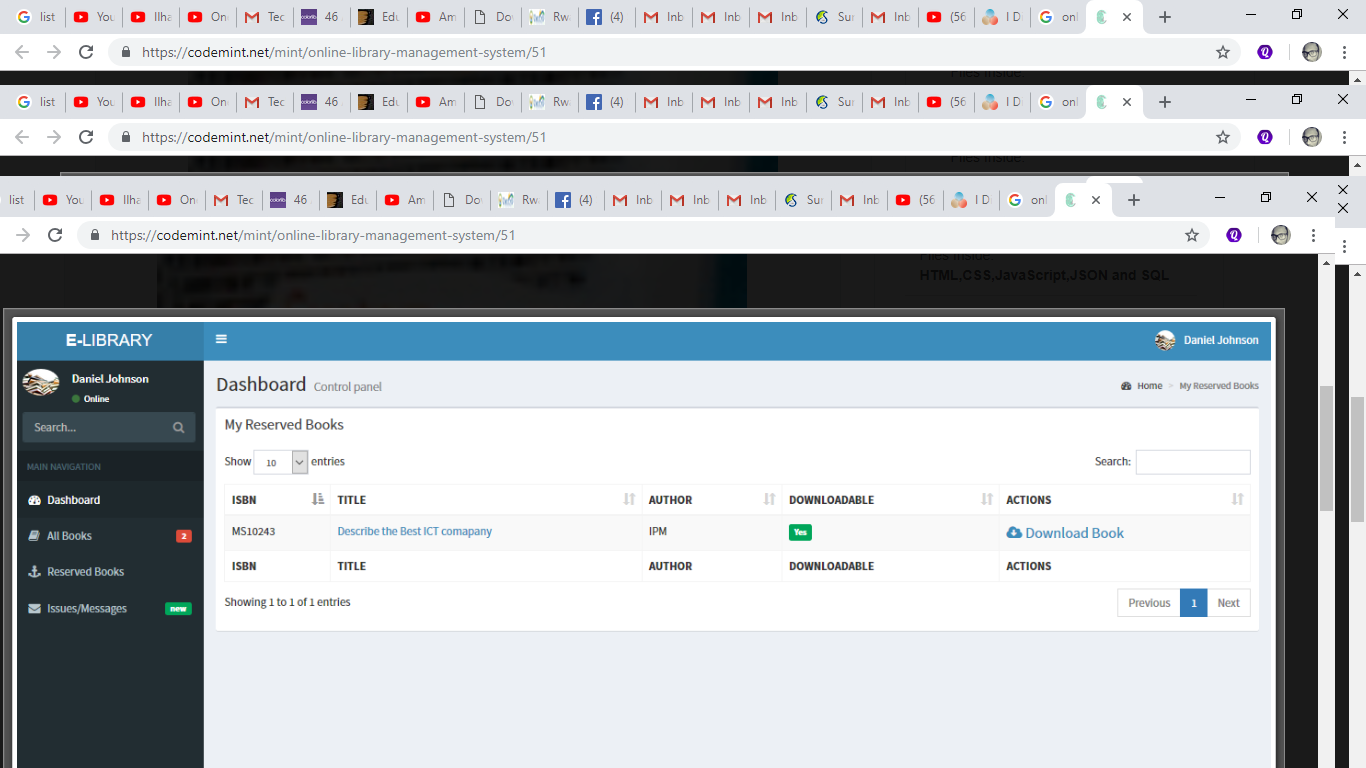 list You Ilha On Tec 46 Edu Am Do Rw (4) Inb Inb Inb Sur Inb (56 I D onl
https://codemint.net/mint/online-library-management-system/51
Files Inside
list You Ilha On Tec 46 Edu Am Do Rw (4) Inb Inb Inb Sur Inb (56 I D onl
https://codemint.net/mint/online-library-management-system/51
Files Inside
list You Ilha On Tec 46 Edu Am Do Rw (4) Inb Inb Inb Sur Inb (56 I D onl
https://codemint.net/mint/online-library-management-system/51
Files Inside
HTML,CSS,JavaScript,JSON and SQL
E-LIBRARY
Daniel Johnson
Daniel Johnson
Online
Search...
MAIN NAVIGATION
Dashboard
All Books 2
Reserved Books
Issues/Messages new
Dashboard Control panel
Home > My Reserved Books
My Reserved Books
Show 10 entries
Search:
ISBN TITLE AUTHOR DOWNLOADABLE ACTIONS
MS10243 Describe the Best ICT comapany IPM Yes Download Book
ISBN TITLE AUTHOR DOWNLOADABLE ACTIONS
Showing 1 to 1 of 1 entries
Previous 1 Next